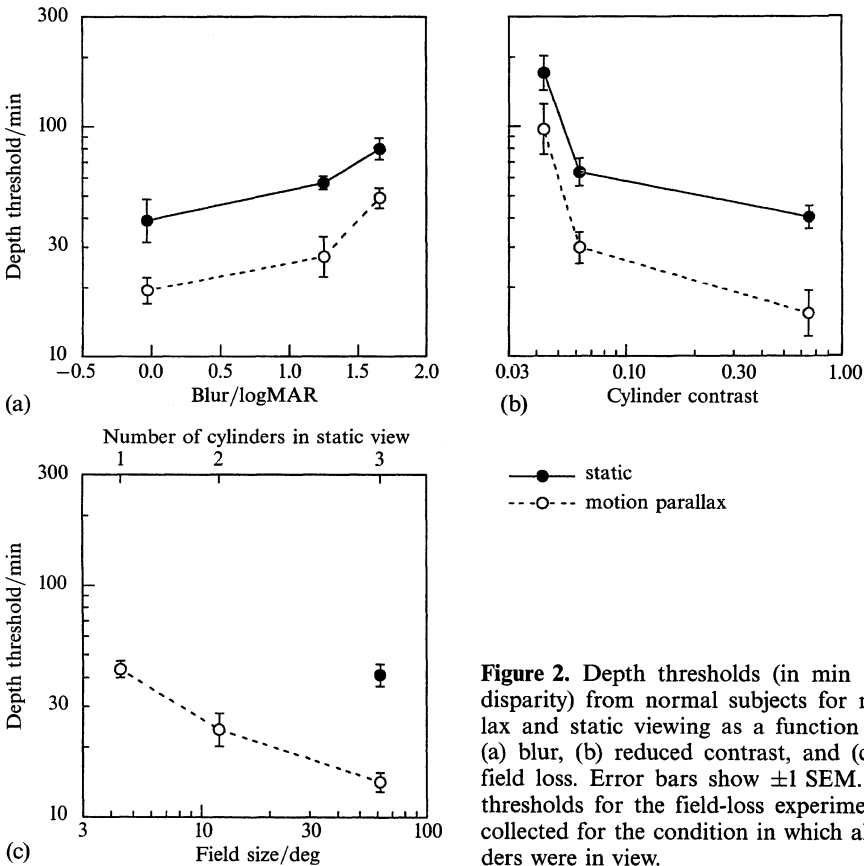 300
100
30
10
Depth threshold/min
−0.5 0.0 0.5 1.0 1.5 2.0
Blur/logMAR
(a)
0.03 0.10 0.30 1.00
Cylinder contrast
(b)
Number of cylinders in static view
1 2 3
300
100
30
10
Depth threshold/min
3 10 30 100
Field size/deg
(c)
static
motion parallax
Figure 2. Depth thresholds (in min
disparity) from normal subjects for r
lax and static viewing as a function
(a) blur, (b) reduced contrast, and (c
field loss. Error bars show ±1 SEM.
thresholds for the field-loss experime
collected for the condition in which al
ders were in view.